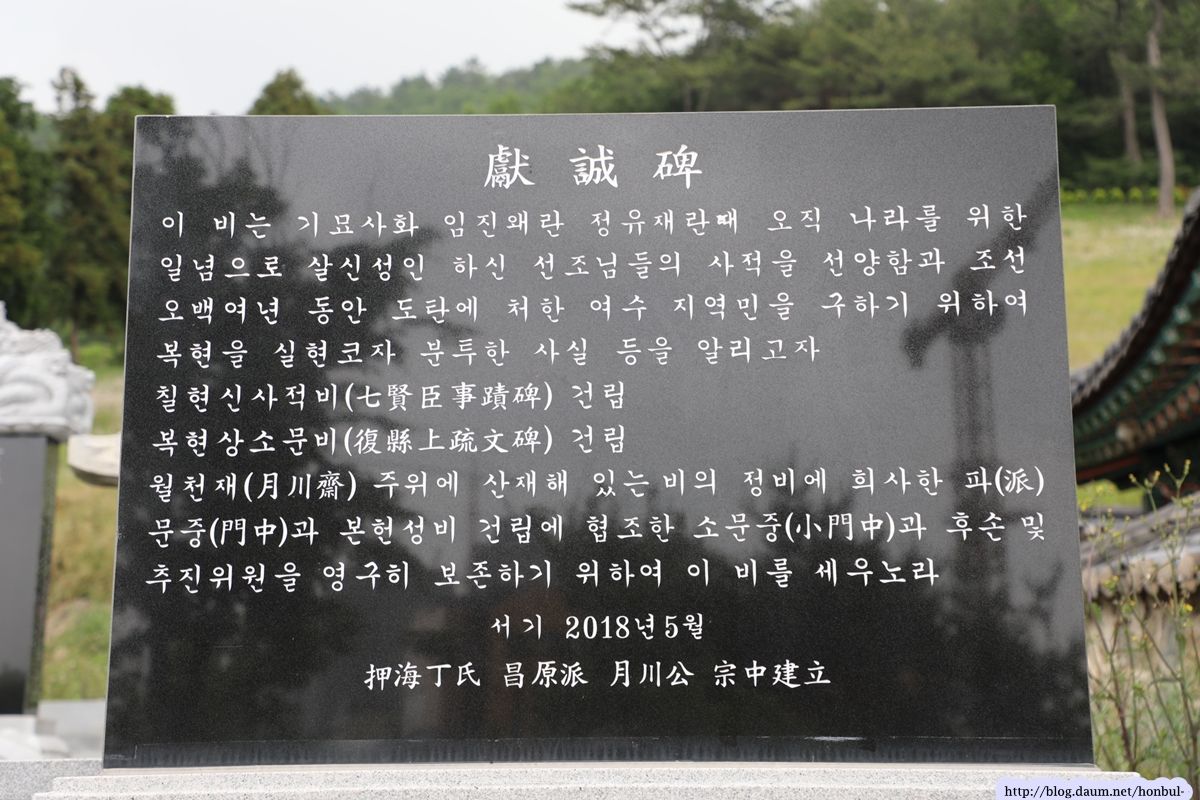 獻誠碑
이 비는 기묘사화 임진왜란 정유재란때 오직 나라를 위한
일념으로 살신성인 하신 선조님들의 사적을 선양함과 조선
오백여년 동안 도탄에 처한 여수 지역민을 구하기 위하여
복현을 실현코자 분투한 사실 등을 알리고자
칠현신사적비(七賢臣事蹟碑) 건립
복현상소문비(復縣上疏文碑) 건립
월천재(月川齋) 주위에 산재해 있는 비의 정비에 희사한 파(派)
문중(門中)과 본헌성비 건립에 협조한 소문중(小門中)과 후손 및
추진위원을 영구히 보존하기 위하여 이 비를 세우노라
서기 2018년 5월
押海丁氏 昌原派 月川公 宗中建立
http://blog.daum.net/honbul-